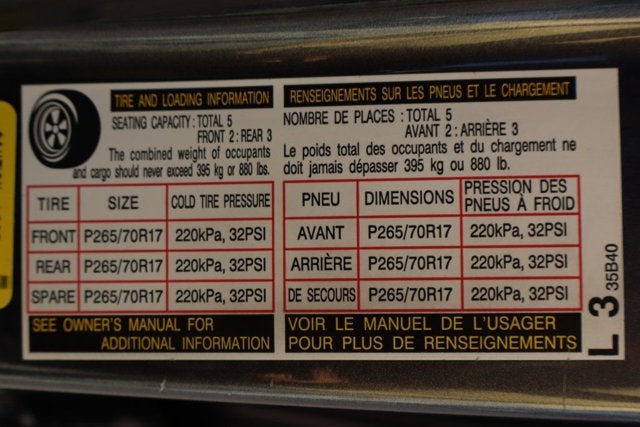 TIRE AND LOADING INFORMATION
SEATING CAPACITY : TOTAL 5
FRONT 2 : REAR 3
The combined weight of occupants
and cargo should never exceed 395 kg or 880 lbs.
TIRE SIZE COLD TIRE PRESSURE
FRONT P265/70R17 220kPa, 32PSI
REAR P265/70R17 220kPa, 32PSI
SPARE P265/70R17 220kPa, 32PSI
SEE OWNER'S MANUAL FOR
ADDITIONAL INFORMATION
RENSEIGNEMENTS SUR LES PNEUS ET LE CHARGEMENT
NOMBRE DE PLACES : TOTAL 5
AVANT 2 : ARRIÈRE 3
Le poids total des occupants et du chargement ne
doit jamais dépasser 395 kg ou 880 lb.
PNEU DIMENSIONS PRESSION DES
PNEUS À FROID
AVANT P265/70R17 220kPa, 32PSI
ARRIÈRE P265/70R17 220kPa, 32PSI
DE SECOURS P265/70R17 220kPa, 32PSI
VOIR LE MANUEL DE L'USAGER
POUR PLUS DE RENSEIGNEMENTS
L 3 35B40